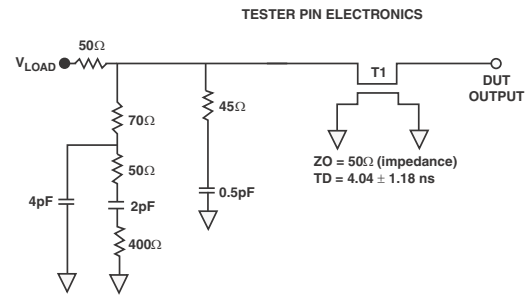 TESTER PIN ELECTRONICS
50Ω
VLOAD
T1
DUT
OUTPUT
70Ω
45Ω
50Ω
ZO = 50Ω (impedance)
TD = 4.04 ± 1.18 ns
4pF
2pF
0.5pF
400Ω